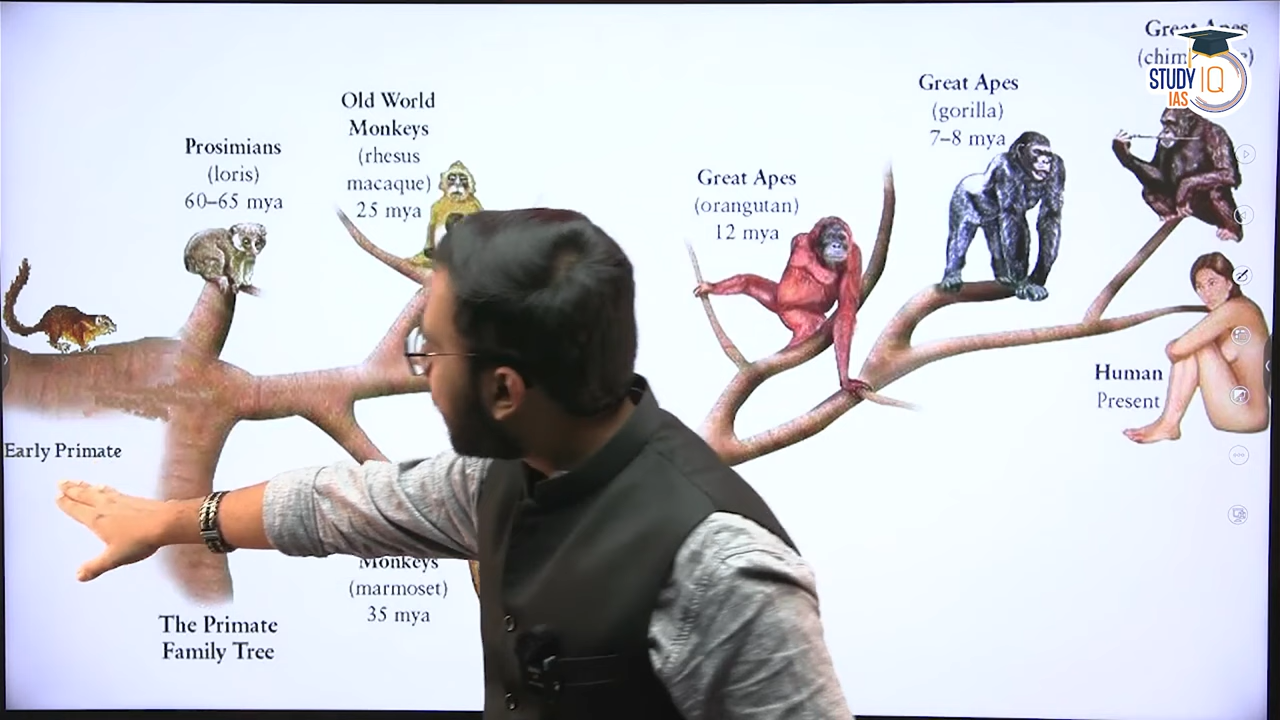 Great Apes
STUDY IQ
IAS
Great Apes
(gorilla)
7–8 mya
Old World
Monkeys
(rhesus
macaque)
25 mya
Prosimians
(loris)
60–65 mya
Great Apes
(orangutan)
12 mya
Human
Present
Early Primate
Monkeys
(marmoset)
35 mya
The Primate
Family Tree